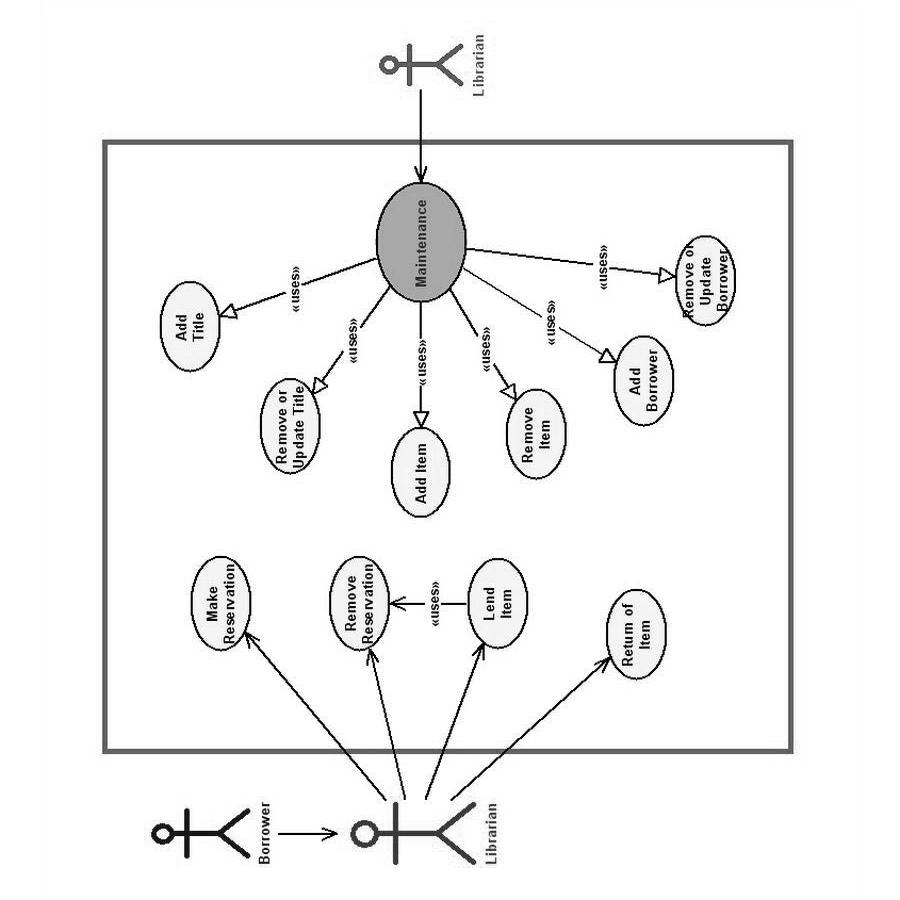 Add
Title
Make
Reservation
Borrower
«uses»
Remove or
Update Title
«uses»
Remove
Reservation
Add Item
«uses»
Maintenance
«uses»
Librarian
Librarian
Lend
Item
«uses»
Remove
Item
«uses»
«uses»
Return of
Item
Add
Borrower
Remove or
Update
Borrower